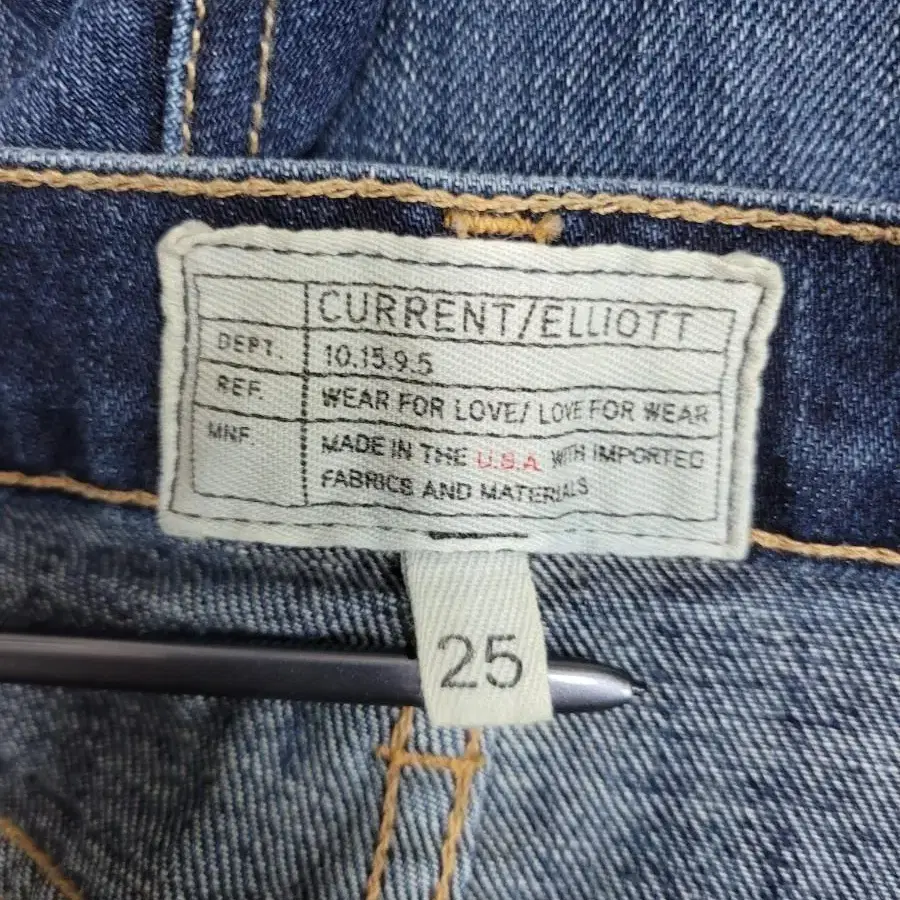 CURRENT/ELLIOTT
DEPT. 10.15.9.5
REF. WEAR FOR LOVE/ LOVE FOR WEAR
MNF. MADE IN THE U.S.A. WITH IMPORTED
FABRICS AND MATERIALS
25